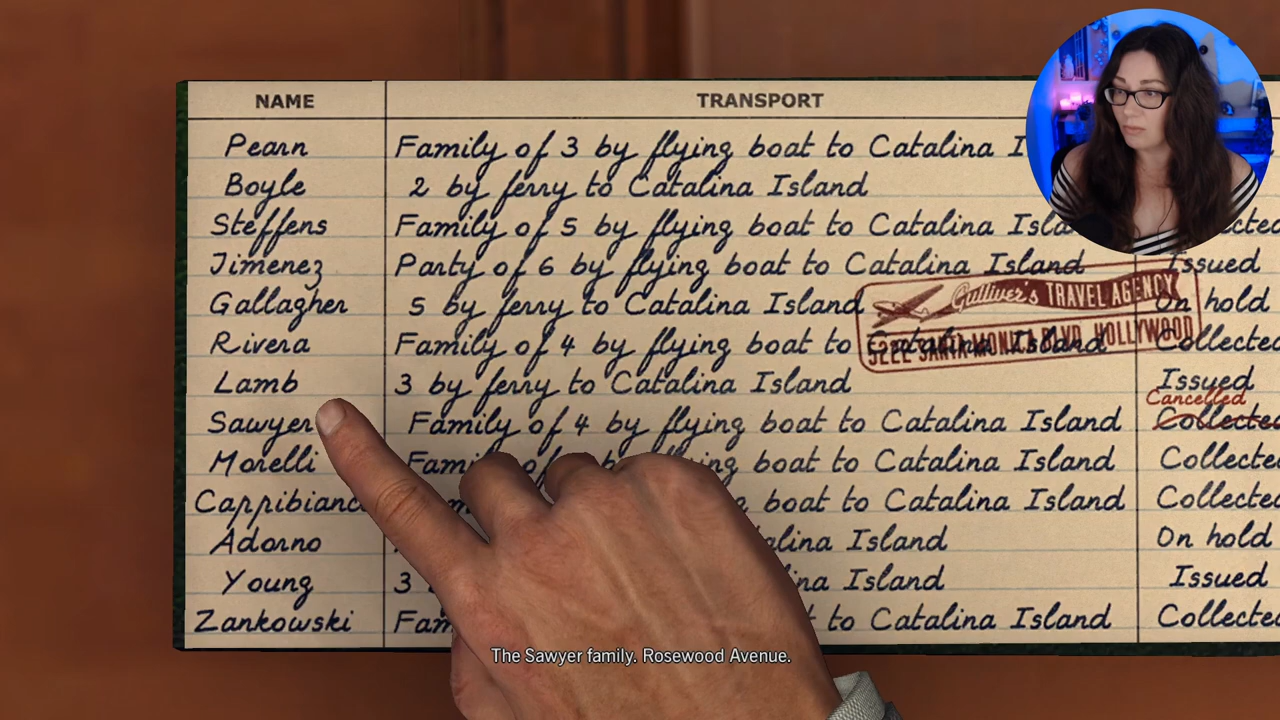 NAME TRANSPORT
Pearn Family of 3 by flying boat to Catalina
Boyle 2 by ferry to Catalina Island
Steffens Family of 5 by flying boat to Catalina
Jimenez Party of 6 by flying boat to Catalina Island Issued
Gulliver's TRAVEL AGENCY
Gallagher 5 by ferry to Catalina Island On hold
5222 SANTA MONICA BLVD. HOLLYWOOD
Rivera Family of 4 by flying boat to Catalina Island Collected
Lamb 3 by ferry to Catalina Island Issued
Cancelled
Sawyer Family of 4 by flying boat to Catalina Island Collected
Morelli boat to Catalina Island Collected
boat to Catalina Island Collected
Adorno Island On hold
Young 3 Island Issued
Zankowski to Catalina Island Collected
The Sawyer family. Rosewood Avenue.